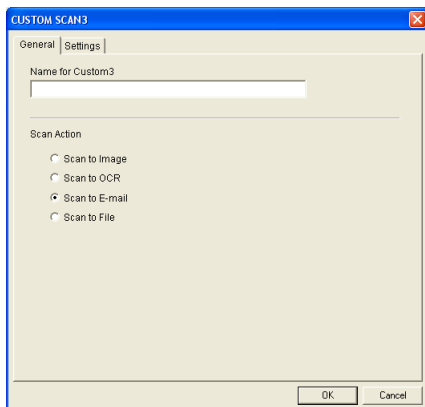 CUSTOM SCAN3
General Settings
Name for Custom3
Scan Action
Scan to Image
Scan to OCR
Scan to E-mail
Scan to File
OK Cancel